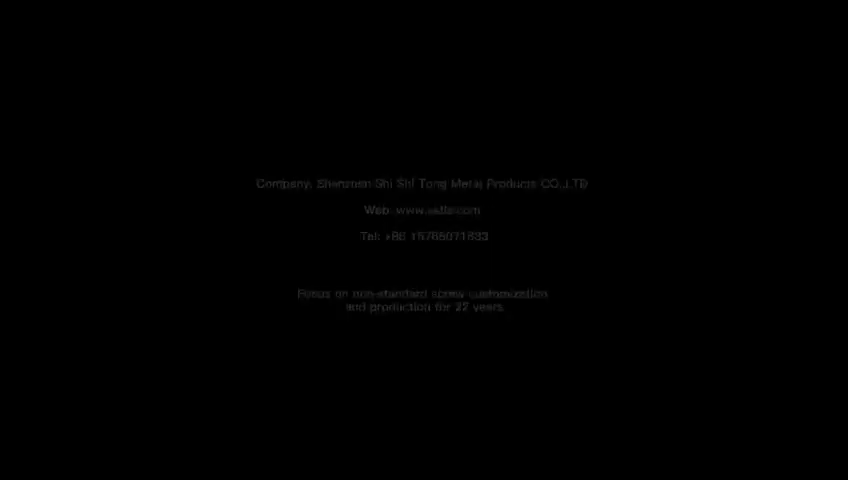 Company: Shenzhen Shi Shi Tong Metal Products CO.,LTD
Web:
Tel: +86
Focus on non-standard screw customization
and production for 22 years